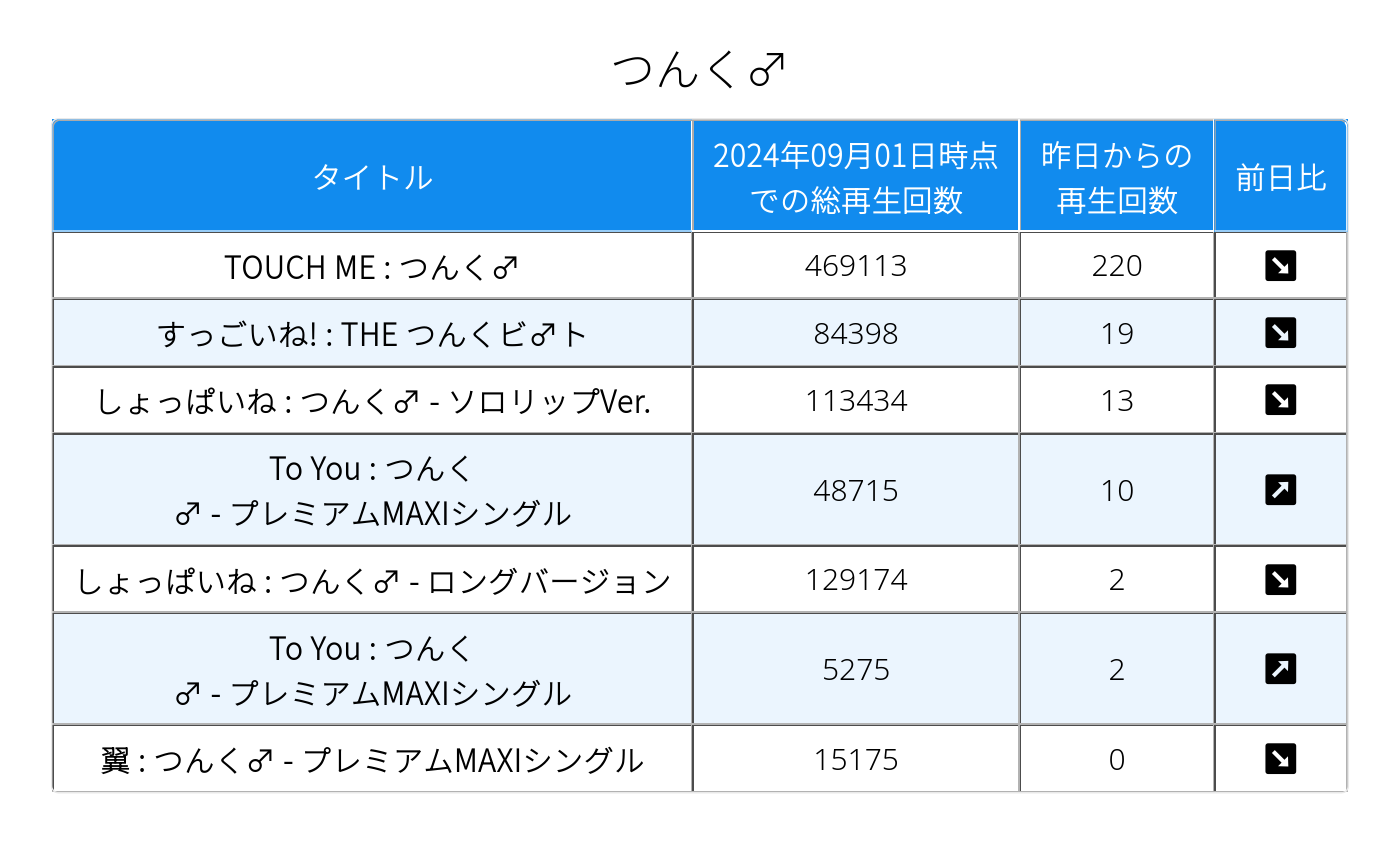 つんく♂
タイトル
2024年09月01日時点
での総再生回数
昨日からの
再生回数
前日比
TOUCH ME : つんく♂
469113
220
すっごいね! : THE つんくビ♂ト
84398
19
しょっぱいね : つんく♂ - ソロリップVer.
113434
13
To You : つんく
♂ - プレミアムMAXIシングル
48715
10
しょっぱいね : つんく♂ - ロングバージョン
129174
2
To You : つんく
♂ - プレミアムMAXIシングル
5275
2
翼 : つんく♂ - プレミアムMAXIシングル
15175
0